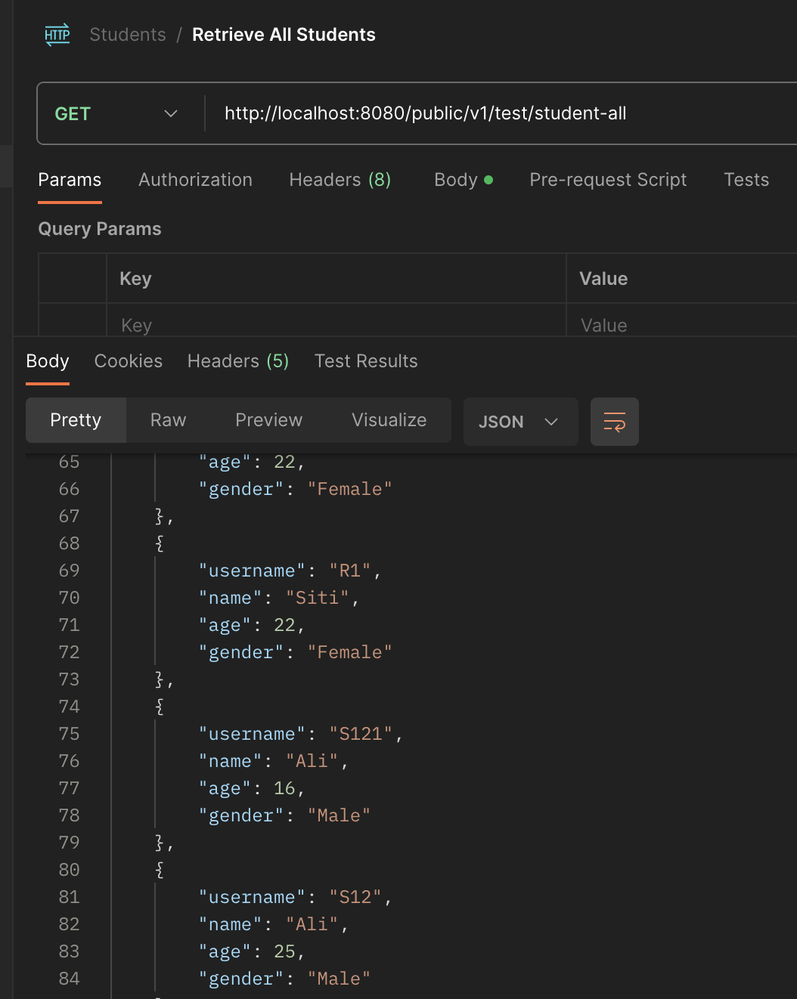 HTTP Students / Retrieve All Students
GET http://localhost:8080/public/v1/test/student-all
Params Authorization Headers (8) Body Pre-request Script Tests
Query Params
Key Value
Key Value
Body Cookies Headers (5) Test Results
Pretty Raw Preview Visualize JSON
65 "age": 22,
66 "gender": "Female"
67 },
68 {
69 "username": "R1",
70 "name": "Siti",
71 "age": 22,
72 "gender": "Female"
73 },
74 {
75 "username": "S121",
76 "name": "Ali",
77 "age": 16,
78 "gender": "Male"
79 },
80 {
81 "username": "S12",
82 "name": "Ali",
83 "age": 25,
84 "gender": "Male"